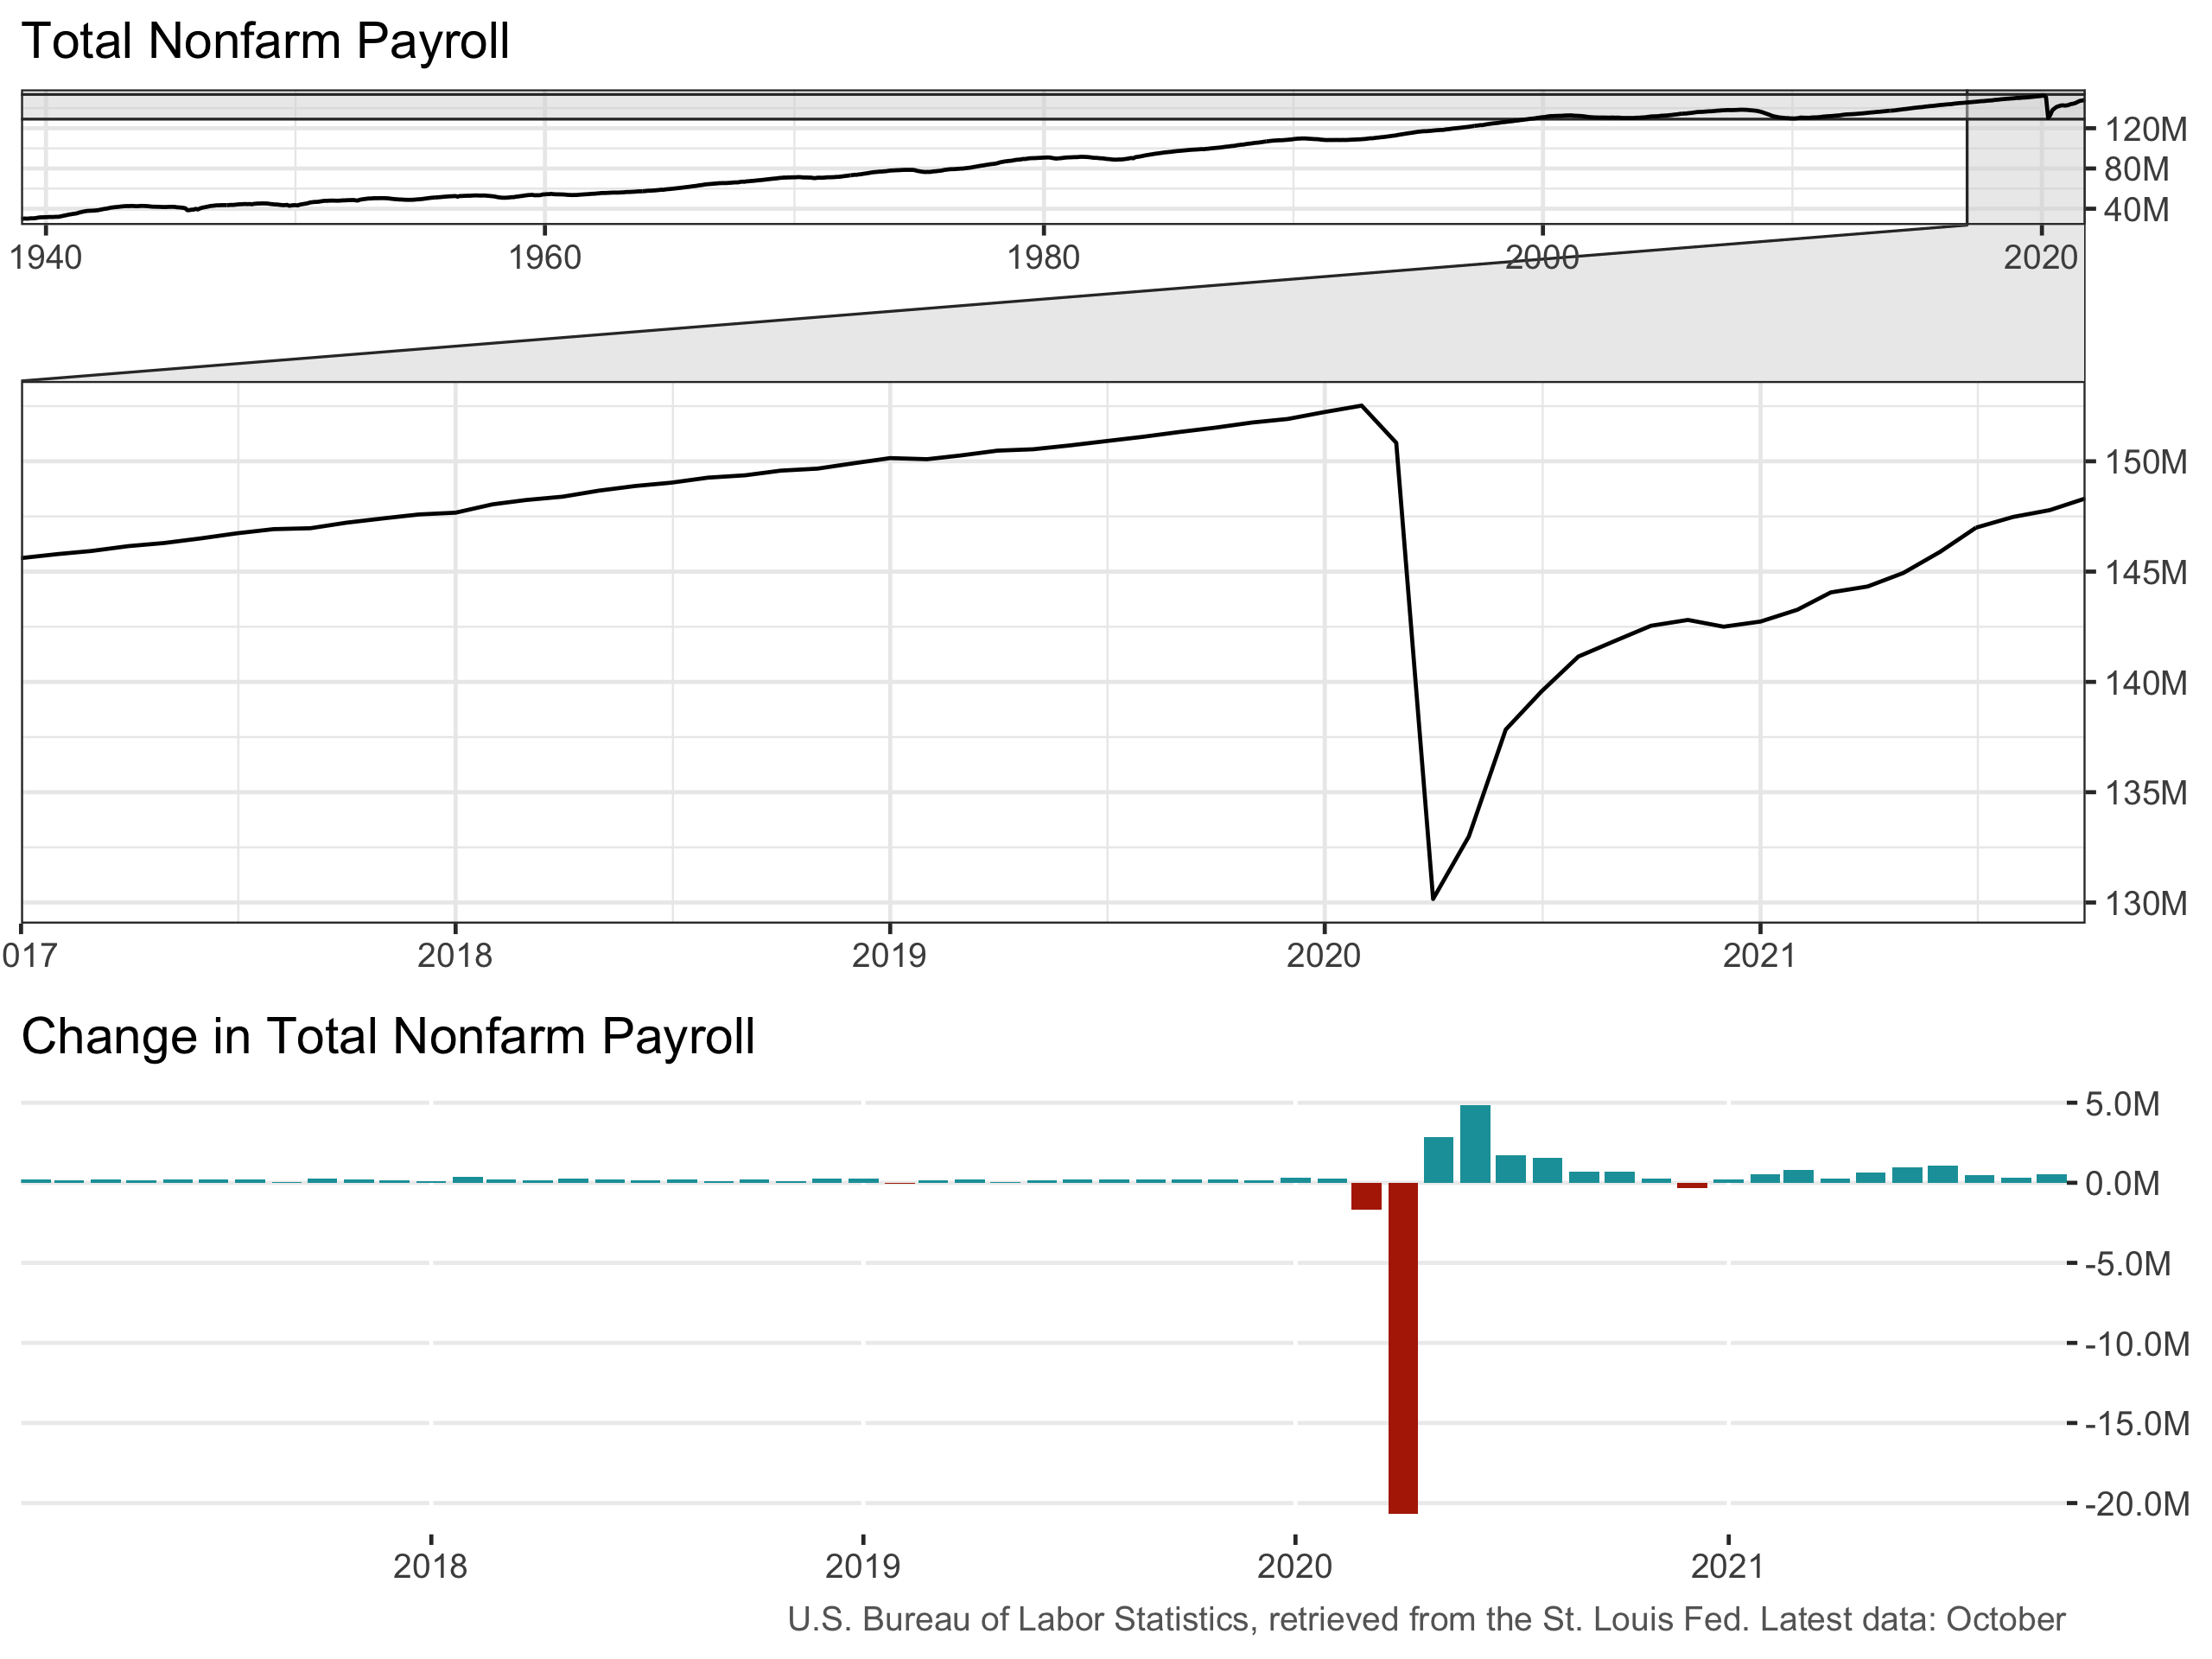 Total Nonfarm Payroll
120M
80M
40M
1940 1960 1980 2000 2020
150M
145M
140M
135M
130M
017 2018 2019 2020 2021
Change in Total Nonfarm Payroll
5.0M
0.0M
-5.0M
-10.0M
-15.0M
-20.0M
2018 2019 2020 2021
U.S. Bureau of Labor Statistics, retrieved from the St. Louis Fed. Latest data: October